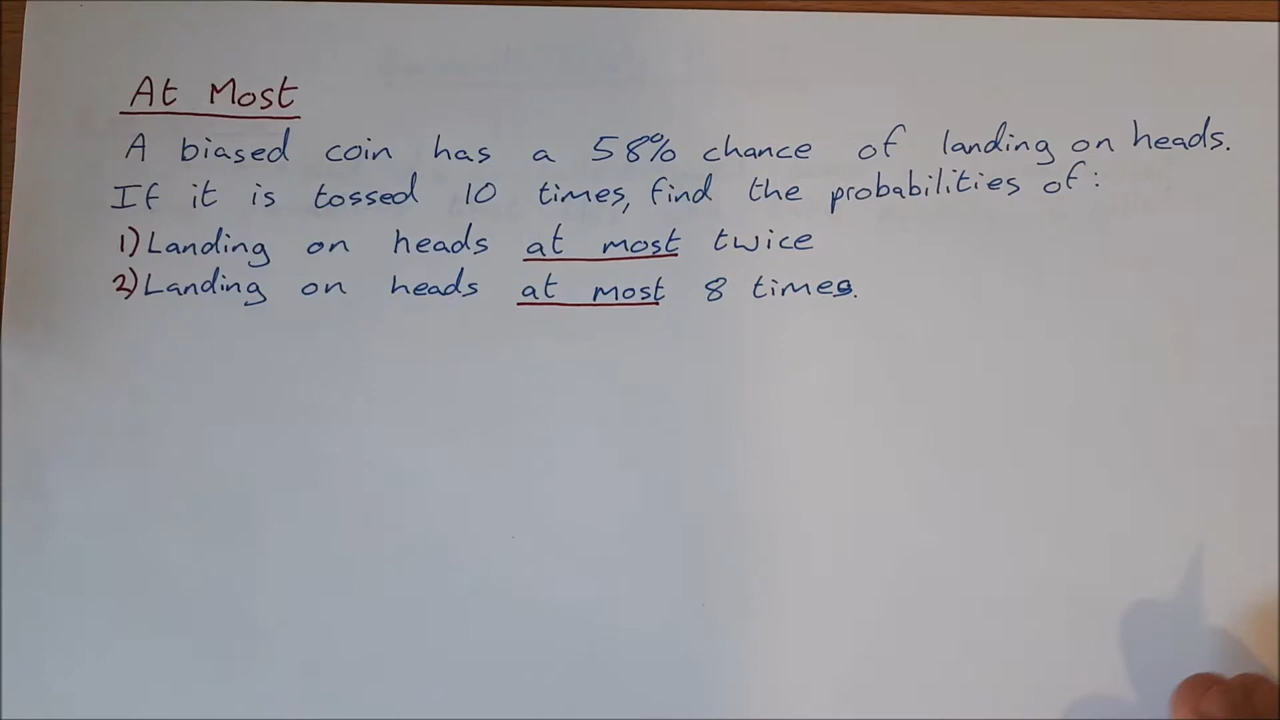 At Most
A biased coin has a 58% chance of landing on heads.
If it is tossed 10 times, find the probabilities of:
1) Landing on heads at most twice
2) Landing on heads at most 8 times.